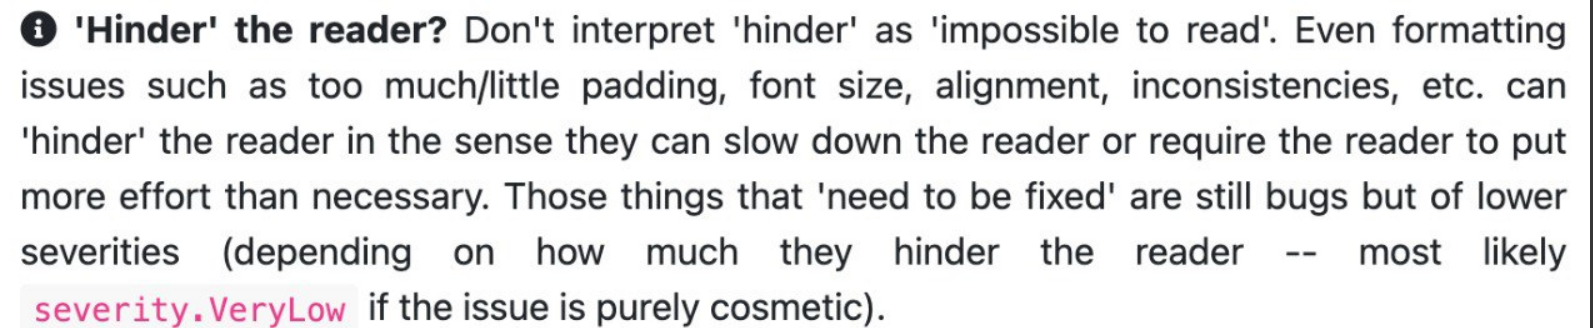 'Hinder' the reader? Don't interpret 'hinder' as 'impossible to read'. Even formatting
issues such as too much/little padding, font size, alignment, inconsistencies, etc. can
'hinder' the reader in the sense they can slow down the reader or require the reader to put
more effort than necessary. Those things that 'need to be fixed' are still bugs but of lower
severities (depending on how much they hinder the reader -- most likely
severity.VeryLow if the issue is purely cosmetic).